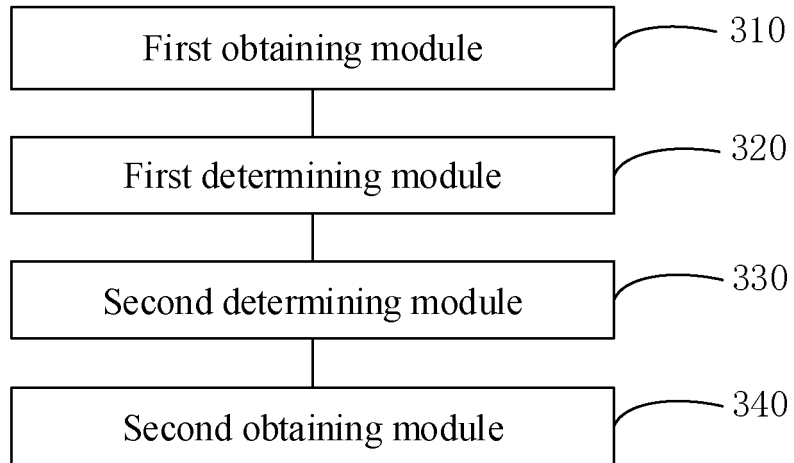 First obtaining module 310
First determining module 320
Second determining module 330
Second obtaining module 340